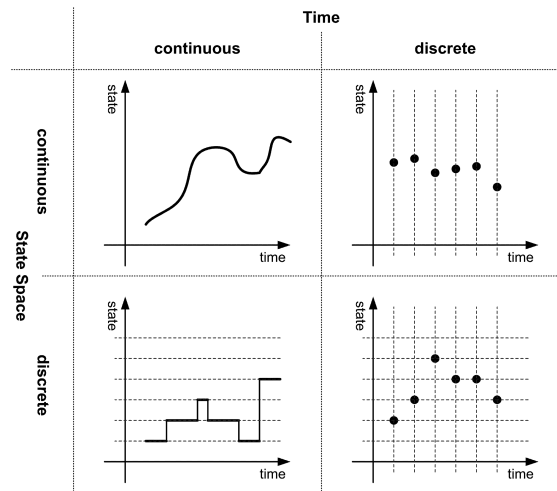 Time
continuous
discrete
State Space
continuous
state
time
state
time
discrete
state
time
state
time